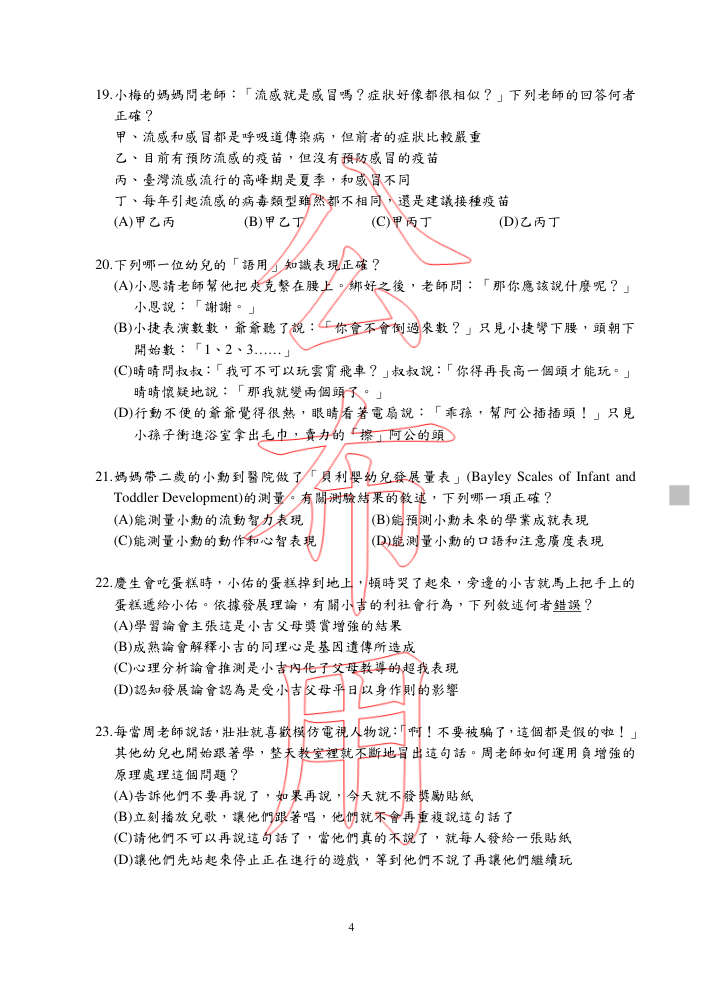 19.小梅的媽媽問老師：「流感就是感冒嗎？症狀好像都很相似？」下列老師的回答何者
正確？
甲、流感和感冒都是呼吸道傳染病，但前者的症狀比較嚴重
乙、目前有預防流感的疫苗，但沒有預防感冒的疫苗
丙、臺灣流感流行的高峰期是夏季，和感冒不同
丁、每年引起流感的病毒類型雖然都不相同，還是建議接種疫苗
(A)甲乙丙 (B)甲乙丁 (C)甲丙丁 (D)乙丙丁
20.下列哪一位幼兒的「語用」知識表現正確？
(A)小恩請老師幫他把夾克繫在腰上。綁好之後，老師問：「那你應該說什麼呢？」
小恩說：「謝謝。」
(B)小捷表演數數，爺爺聽了說：「你會不會倒過來數？」只見小捷彎下腰，頭朝下
開始數：「1、2、3……」
(C)晴晴問叔叔：「我可不可以玩雲霄飛車？」叔叔說：「你得再長高一個頭才能玩。」
晴晴懷疑地說：「那我就變兩個頭了。」
(D)行動不便的爺爺覺得很熱，眼睛看著電扇說：「乖孫，幫阿公插插頭！」只見
小孫子衝進浴室拿出毛巾，賣力的「擦」阿公的頭
21.媽媽帶二歲的小勳到醫院做了「貝利嬰幼兒發展量表」(Bayley Scales of Infant and
Toddler Development)的測量。有關測驗結果的敘述，下列哪一項正確？
(A)能測量小勳的流動智力表現 (B)能預測小勳未來的學業成就表現
(C)能測量小勳的動作和心智表現 (D)能測量小勳的口語和注意廣度表現
22.慶生會吃蛋糕時，小佑的蛋糕掉到地上，頓時哭了起來，旁邊的小吉就馬上把手上的
蛋糕遞給小佑。依據發展理論，有關小吉的利社會行為，下列敘述何者錯誤？
(A)學習論會主張這是小吉父母獎賞增強的結果
(B)成熟論會解釋小吉的同理心是基因遺傳所造成
(C)心理分析論會推測是小吉內化了父母教導的超我表現
(D)認知發展論會認為是受小吉父母平日以身作則的影響
23.每當周老師說話，壯壯就喜歡模仿電視人物說：「啊！不要被騙了，這個都是假的啦！」
其他幼兒也開始跟著學，整天教室裡就不斷地冒出這句話。周老師如何運用負增強的
原理處理這個問題？
(A)告訴他們不要再說了，如果再說，今天就不發獎勵貼紙
(B)立刻播放兒歌，讓他們跟著唱，他們就不會再重複說這句話了
(C)請他們不可以再說這句話了，當他們真的不說了，就每人發給一張貼紙
(D)讓他們先站起來停止正在進行的遊戲，等到他們不說了再讓他們繼續玩
公布用
4